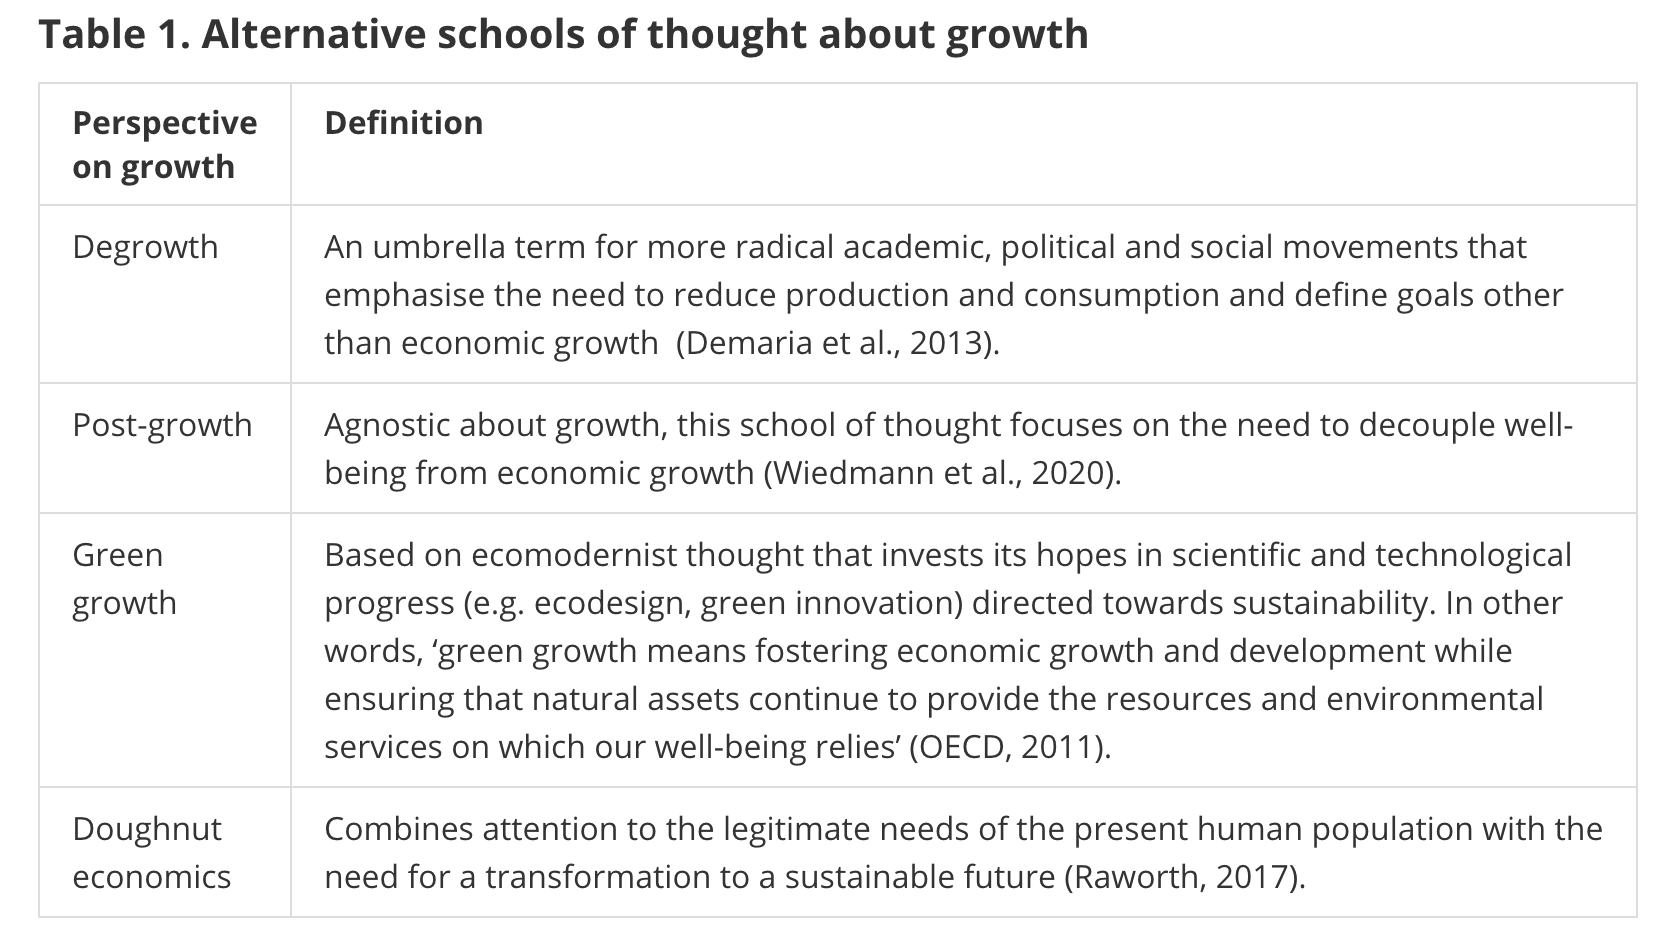 Table 1. Alternative schools of thought about growth
Perspective
on growth
Definition
Degrowth
An umbrella term for more radical academic, political and social movements that
emphasise the need to reduce production and consumption and define goals other
than economic growth  (Demaria et al., 2013).
Post-growth
Agnostic about growth, this school of thought focuses on the need to decouple well-
being from economic growth (Wiedmann et al., 2020).
Green
growth
Based on ecomodernist thought that invests its hopes in scientific and technological
progress (e.g. ecodesign, green innovation) directed towards sustainability. In other
words, ‘green growth means fostering economic growth and development while
ensuring that natural assets continue to provide the resources and environmental
services on which our well-being relies’ (OECD, 2011).
Doughnut
economics
Combines attention to the legitimate needs of the present human population with the
need for a transformation to a sustainable future (Raworth, 2017).